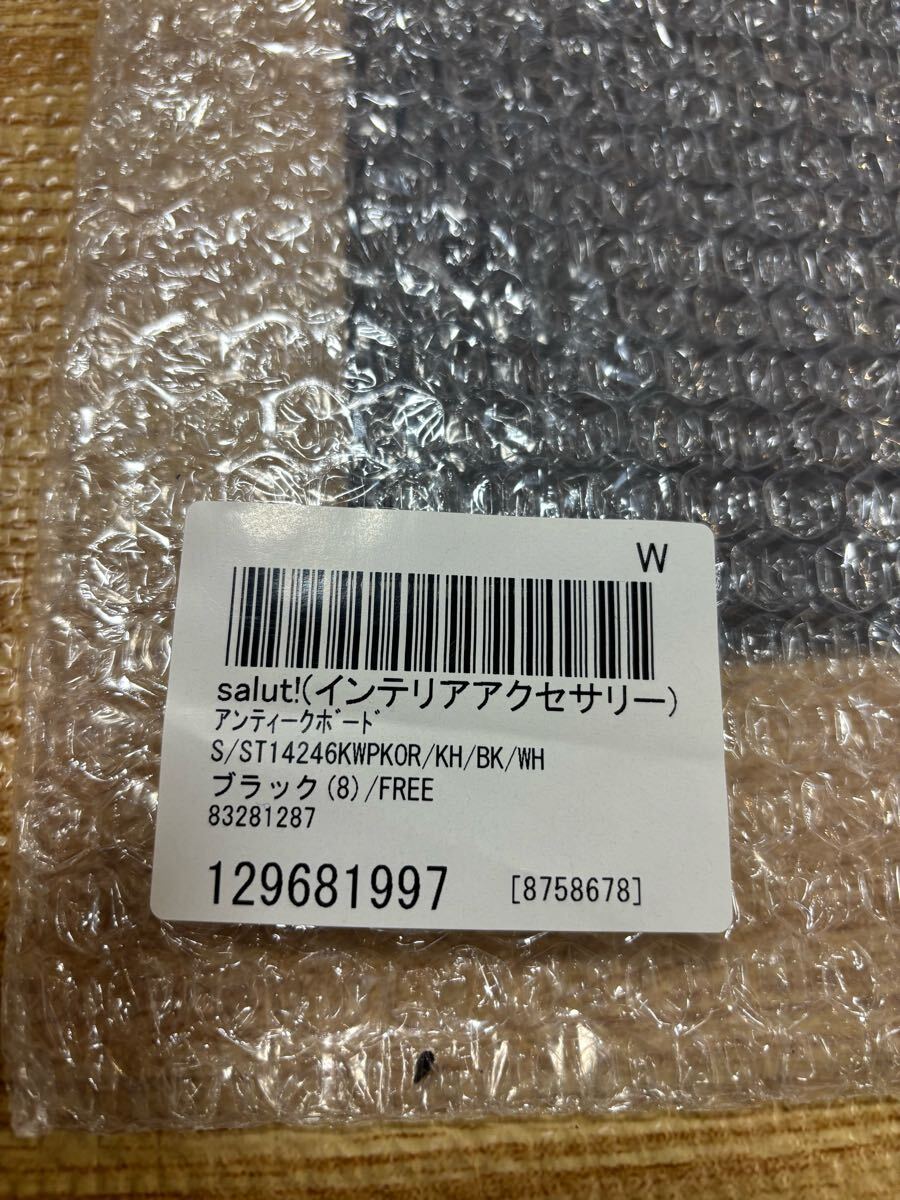 W
salut!(インテリアアクセサリー)
アンティークボード
S/ST14246KWPKOR/KH/BK/WH
ブラック(8)/FREE
83281287
129681997 [8758678]